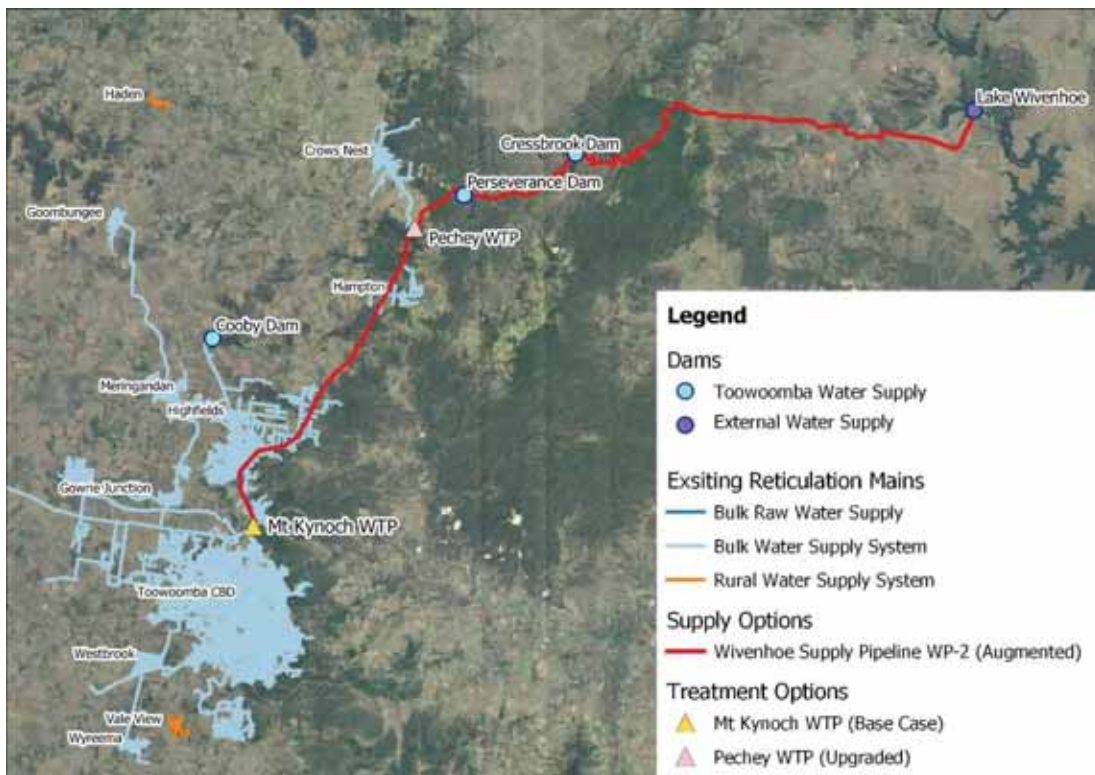 Haden
Lake Wivenhoe
Crows Nest
Cressbrook Dam
Perseverance Dam
Goombungee
Pechey WTP
Hampton
Cooby Dam
Meringandan
Highfields
Gowrie Junction
Mt Kynoch WTP
Toowoomba CBD
Westbrook
Vale View
Wyreema
Legend
Dams
Toowoomba Water Supply
External Water Supply
Exsiting Reticulation Mains
Bulk Raw Water Supply
Bulk Water Supply System
Rural Water Supply System
Supply Options
Wivenhoe Supply Pipeline WP-2 (Augmented)
Treatment Options
Mt Kynoch WTP (Base Case)
Pechey WTP (Upgraded)